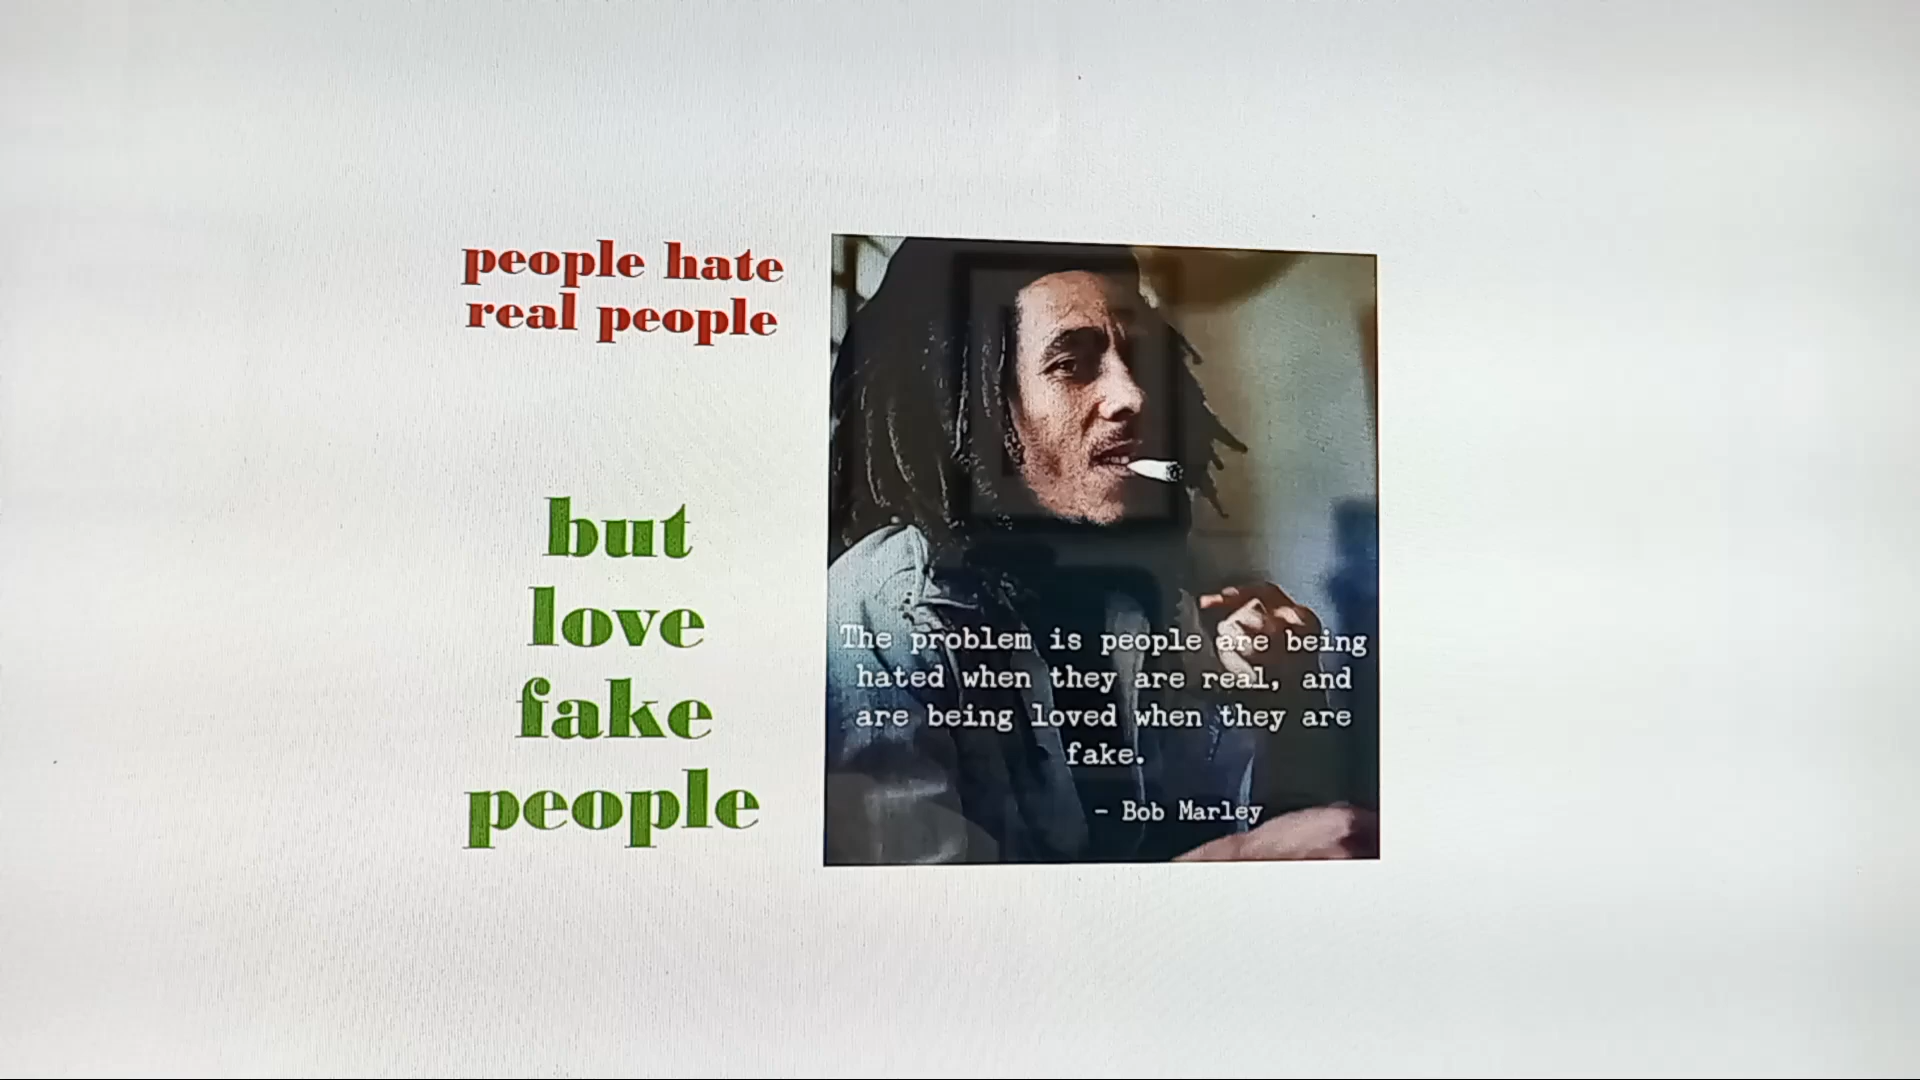 people hate
real people
but
love
fake
people
The problem is people are being
hated when they are real, and
are being loved when they are
fake.
- Bob Marley